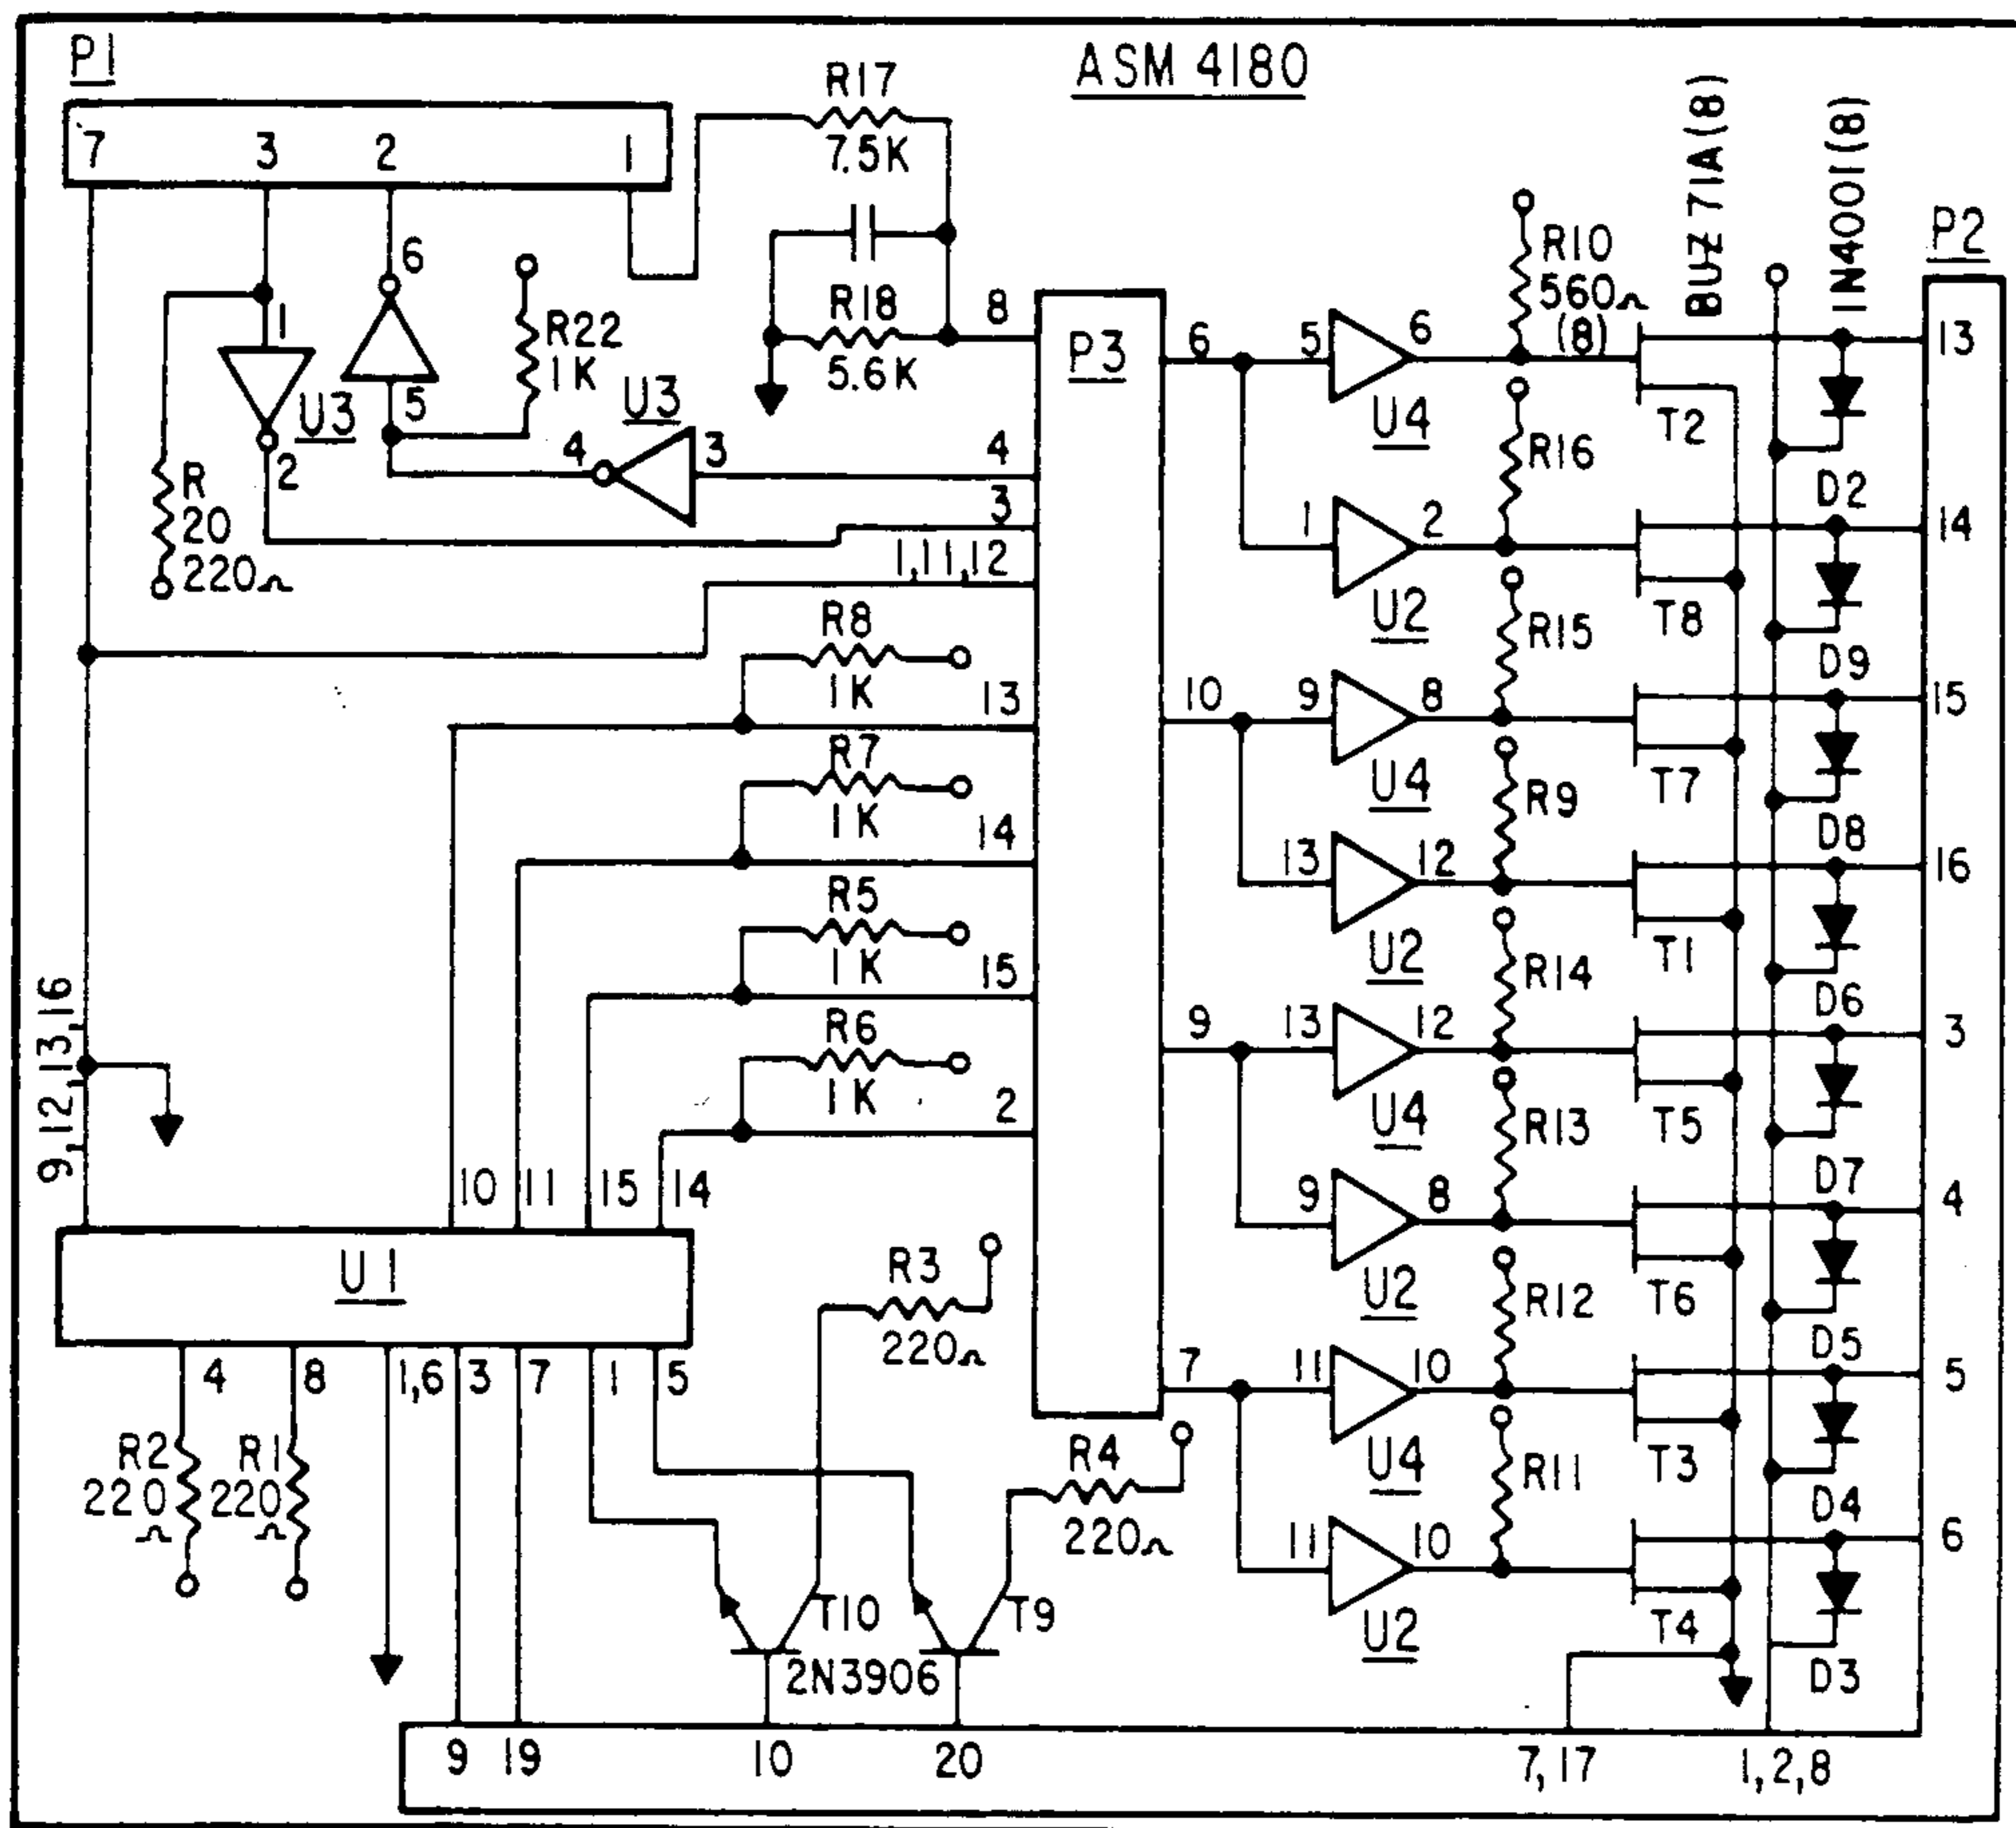 P1
ASM 4180
7 3 2 1
R17
7.5K
BUZ 71A (8)
1N4001 (8)
P2
R10
560Ω
(8)
6
R22
1K
R18
5.6K
8
P3
1
U3
5
U3
2
4
3
4
3
1,11,12
R
20
220Ω
R8
1K
13
R7
1K
14
R5
1K
15
R6
1K
2
9,12,13,16
10 11 15 14
U1
4 8 1,6 3 7 1 5
R2
220
Ω
R1
220
Ω
R3
220Ω
R4
220Ω
T10
T9
2N3906
6
5 6
U4
T2
13
R16
D2
1 2
U2
T8
14
R15
D9
10
9 8
U4
T7
15
R9
D8
13 12
U2
T1
16
R14
D6
9
13 12
U4
T5
3
R13
D7
9 8
U2
T6
4
R12
D5
7
11 10
U4
T3
5
R11
D4
11 10
U2
T4
6
D3
9 19 10 20 7,17 1,2,8